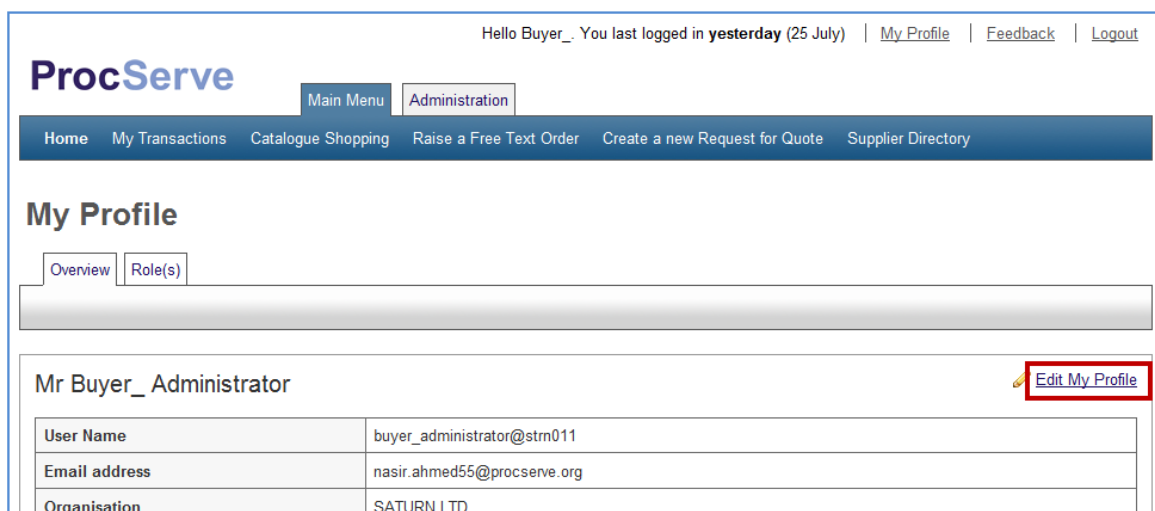 Hello Buyer_. You last logged in yesterday (25 July) | My Profile | Feedback | Logout
ProcServe
Main Menu Administration
Home My Transactions Catalogue Shopping Raise a Free Text Order Create a new Request for Quote Supplier Directory
My Profile
Overview Role(s)
Mr Buyer_ Administrator Edit My Profile
User Name buyer_administrator@strn011
Email address nasir.ahmed55@procserve.org
Organisation SATURN LTD